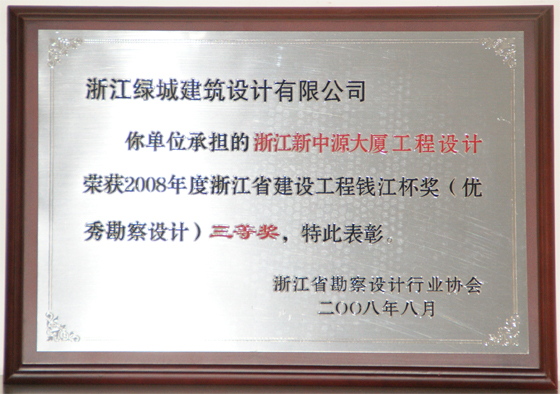 浙江绿城建筑设计有限公司
你单位承担的浙江新中源大厦工程设计
荣获2008年度浙江省建设工程钱江杯奖（优
秀勘察设计）三等奖，特此表彰。
浙江省勘察设计行业协会
二〇〇八年八月